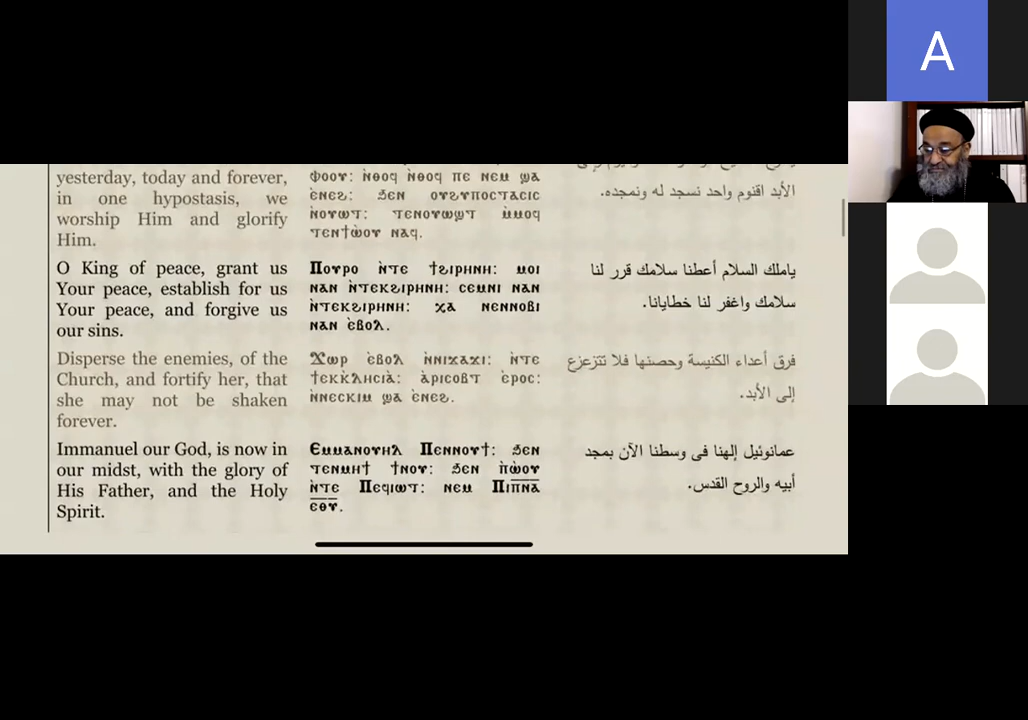 yesterday, today and forever,
in one hypostasis, we
worship Him and glorify
Him.
ⲫⲟⲟⲩ: ⲛ̀ⲑⲟϥ ⲛ̀ⲑⲟϥ ⲡⲉ ⲛⲉⲙ ϣⲁ
ⲉ̀ⲛⲉϩ: ϧⲉⲛ ⲟⲩϩⲩⲡⲟⲥⲧⲁⲥⲓⲥ
ⲛ̀ⲟⲩⲱⲧ: ⲧⲉⲛⲟⲩⲱϣⲧ ⲙ̀ⲙⲟϥ
ⲧⲉⲛϯⲱ̀ⲟⲩ ⲛⲁϥ.
الأبد اقنوم واحد نسجد له ونمجده.
O King of peace, grant us
Your peace, establish for us
Your peace, and forgive us
our sins.
Ⲡⲟⲩⲣⲟ ⲛ̀ⲧⲉ ϯϩⲓⲣⲏⲛⲏ: ⲙⲟⲓ
ⲛⲁⲛ ⲛ̀ⲧⲉⲕϩⲓⲣⲏⲛⲏ: ⲥⲉⲙⲛⲓ ⲛⲁⲛ
ⲛ̀ⲧⲉⲕϩⲓⲣⲏⲛⲏ: ⲭⲁ ⲛⲉⲛⲛⲟⲃⲓ
ⲛⲁⲛ ⲉ̀ⲃⲟⲗ.
ياملك السلام أعطنا سلامك قرر لنا
سلامك واغفر لنا خطايانا.
Disperse the enemies, of the
Church, and fortify her, that
she may not be shaken
forever.
Ⲭⲱⲣ ⲉ̀ⲃⲟⲗ ⲛ̀ⲛⲓϫⲁϫⲓ: ⲛ̀ⲧⲉ
ϯⲉⲕⲕ̀ⲗⲏⲥⲓⲁ̀: ⲁ̀ⲣⲓⲥⲟⲃⲧ ⲉ̀ⲣⲟⲥ:
ⲛ̀ⲛⲉⲥⲕⲓⲙ ϣⲁ ⲉ̀ⲛⲉϩ.
فرق أعداء الكنيسة وحصنها فلا تتزعزع
إلى الأبد.
Immanuel our God, is now in
our midst, with the glory of
His Father, and the Holy
Spirit.
Ⲉⲙⲙⲁⲛⲟⲩⲏⲗ Ⲡⲉⲛⲛⲟⲩϯ: ϧⲉⲛ
ⲧⲉⲛⲙⲏϯ ϯⲛⲟⲩ: ϧⲉⲛ ⲡ̀ⲱ̀ⲟⲩ
ⲛ̀ⲧⲉ Ⲡⲉϥⲓⲱⲧ: ⲛⲉⲙ Ⲡⲓⲡ̅ⲛ̅ⲁ̅
ⲉ̅ⲑ̅ⲩ̅.
عمانوئيل إلهنا فى وسطنا الآن بمجد
أبيه والروح القدس.
A